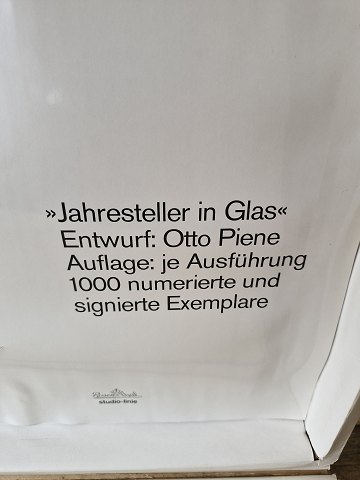 »Jahresteller in Glas«
Entwurf: Otto Piene
Auflage: je Ausführung
1000 numerierte und
signierte Exemplare
studio-linie